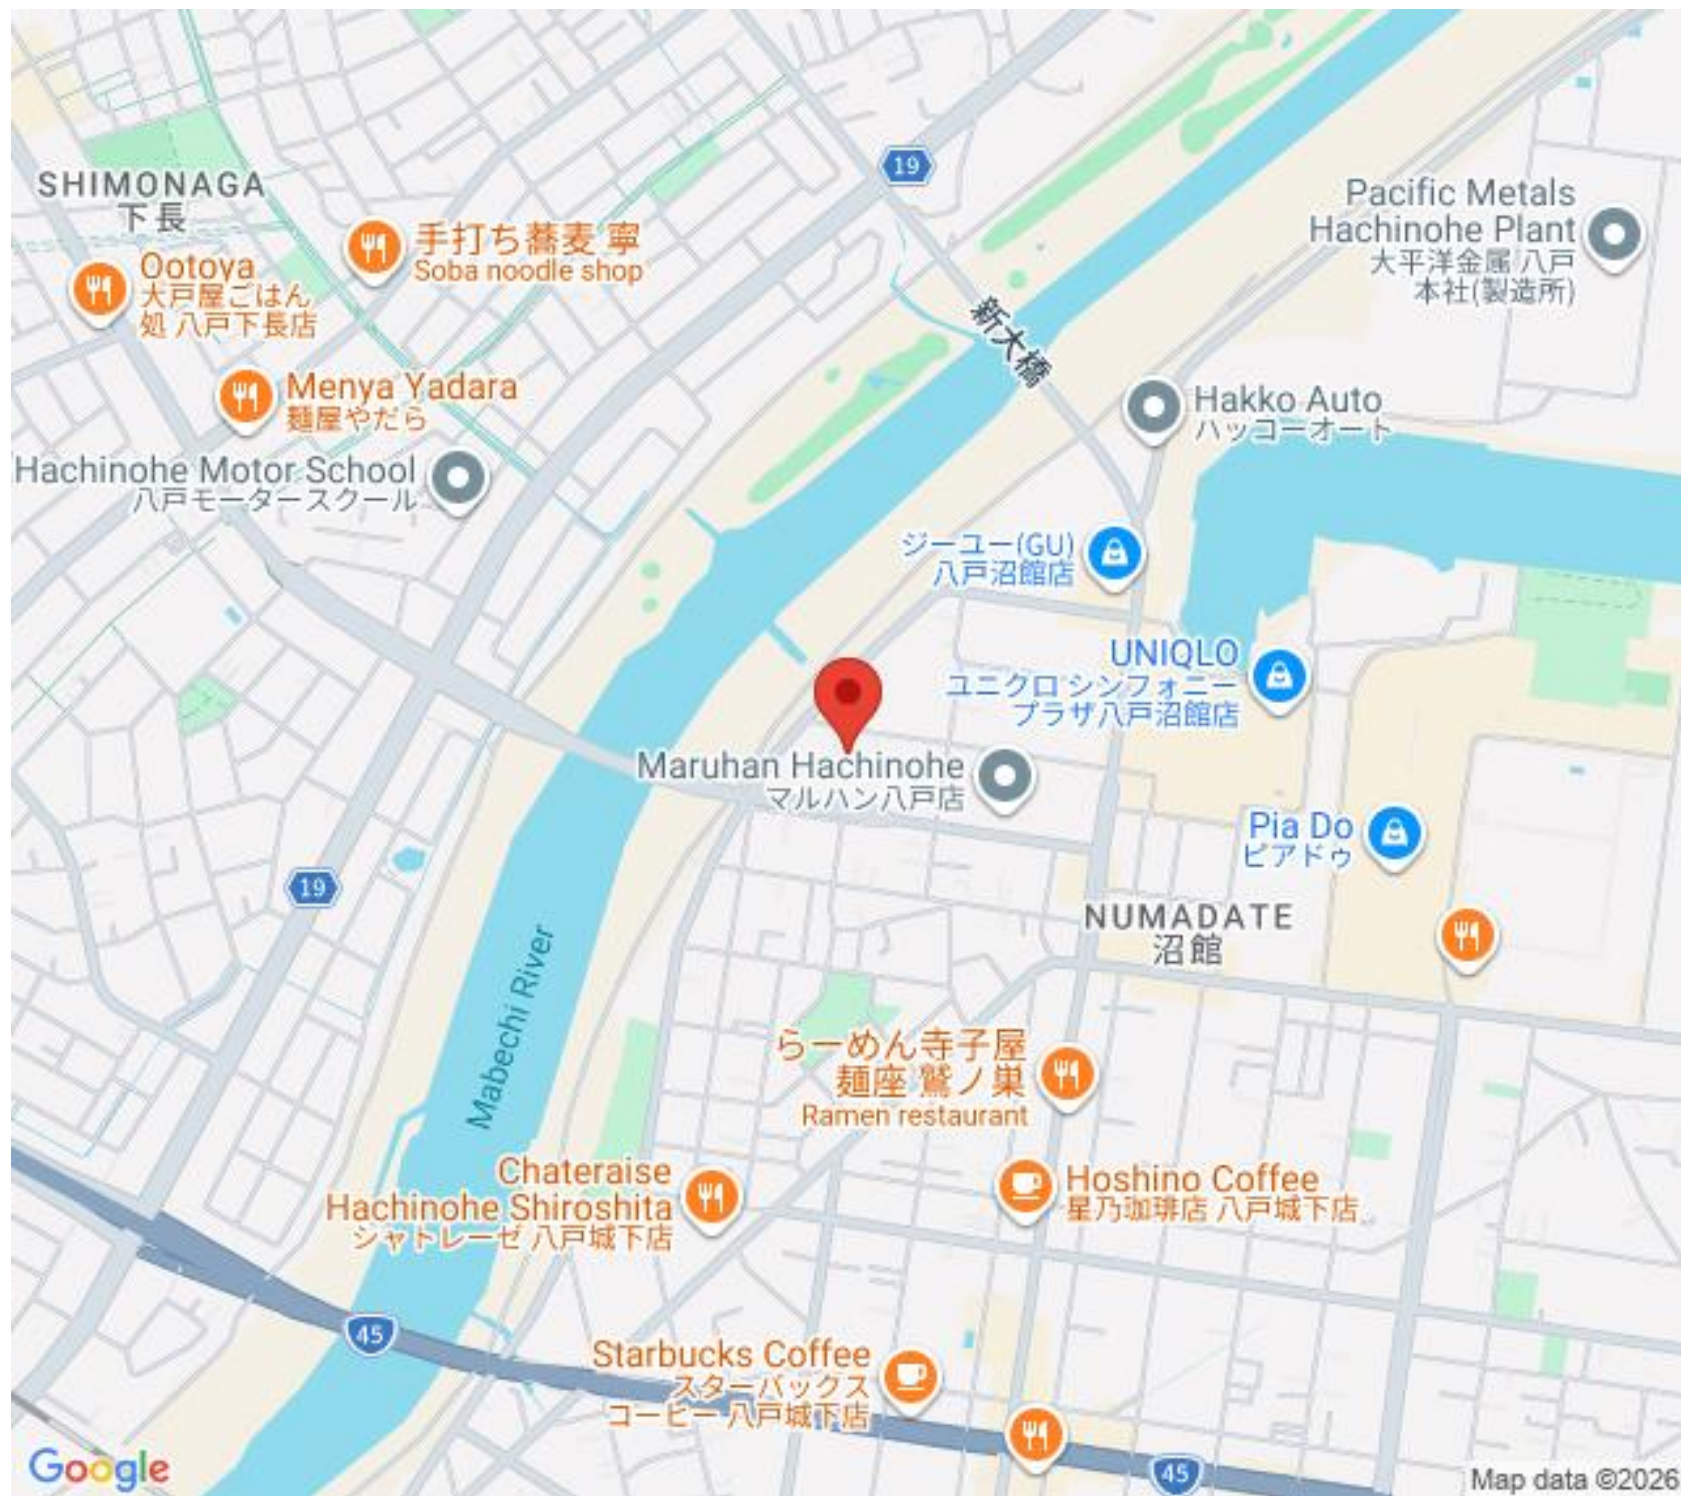 19
Pacific Metals
Hachinohe Plant
大平洋金属 八戸
本社(製造所)
SHIMONAGA
下長
手打ち蕎麦 寧
Soba noodle shop
Ootoya
大戸屋ごはん
処 八戸下長店
新大橋
Menya Yadara
麺屋やだら
Hakko Auto
ハッコーオート
Hachinohe Motor School
八戸モータースクール
ジーユー(GU)
八戸沼館店
UNIQLO
ユニクロ シンフォニー
プラザ八戸沼館店
Maruhan Hachinohe
マルハン八戸店
Pia Do
ピアドゥ
19
NUMADATE
沼館
Mabechi River
らーめん寺子屋
麺座 鷲ノ巣
Ramen restaurant
Chateraise
Hachinohe Shiroshita
シャトレーゼ 八戸城下店
Hoshino Coffee
星乃珈琲店 八戸城下店
45
Starbucks Coffee
スターバックス
コーヒー 八戸城下店
45
Google
Map data ©2026